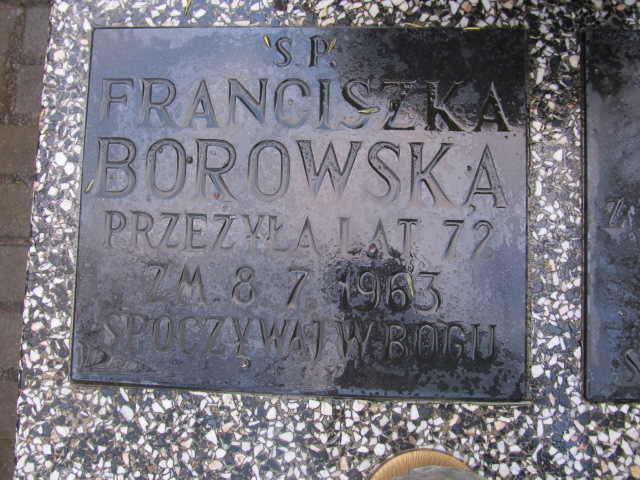 Ś.P.
FRANCISZKA
BOROWSKA
PRZEŻYŁA LAT 72
ZM. 8 7 1963
SPOCZYWAJ W BOGU